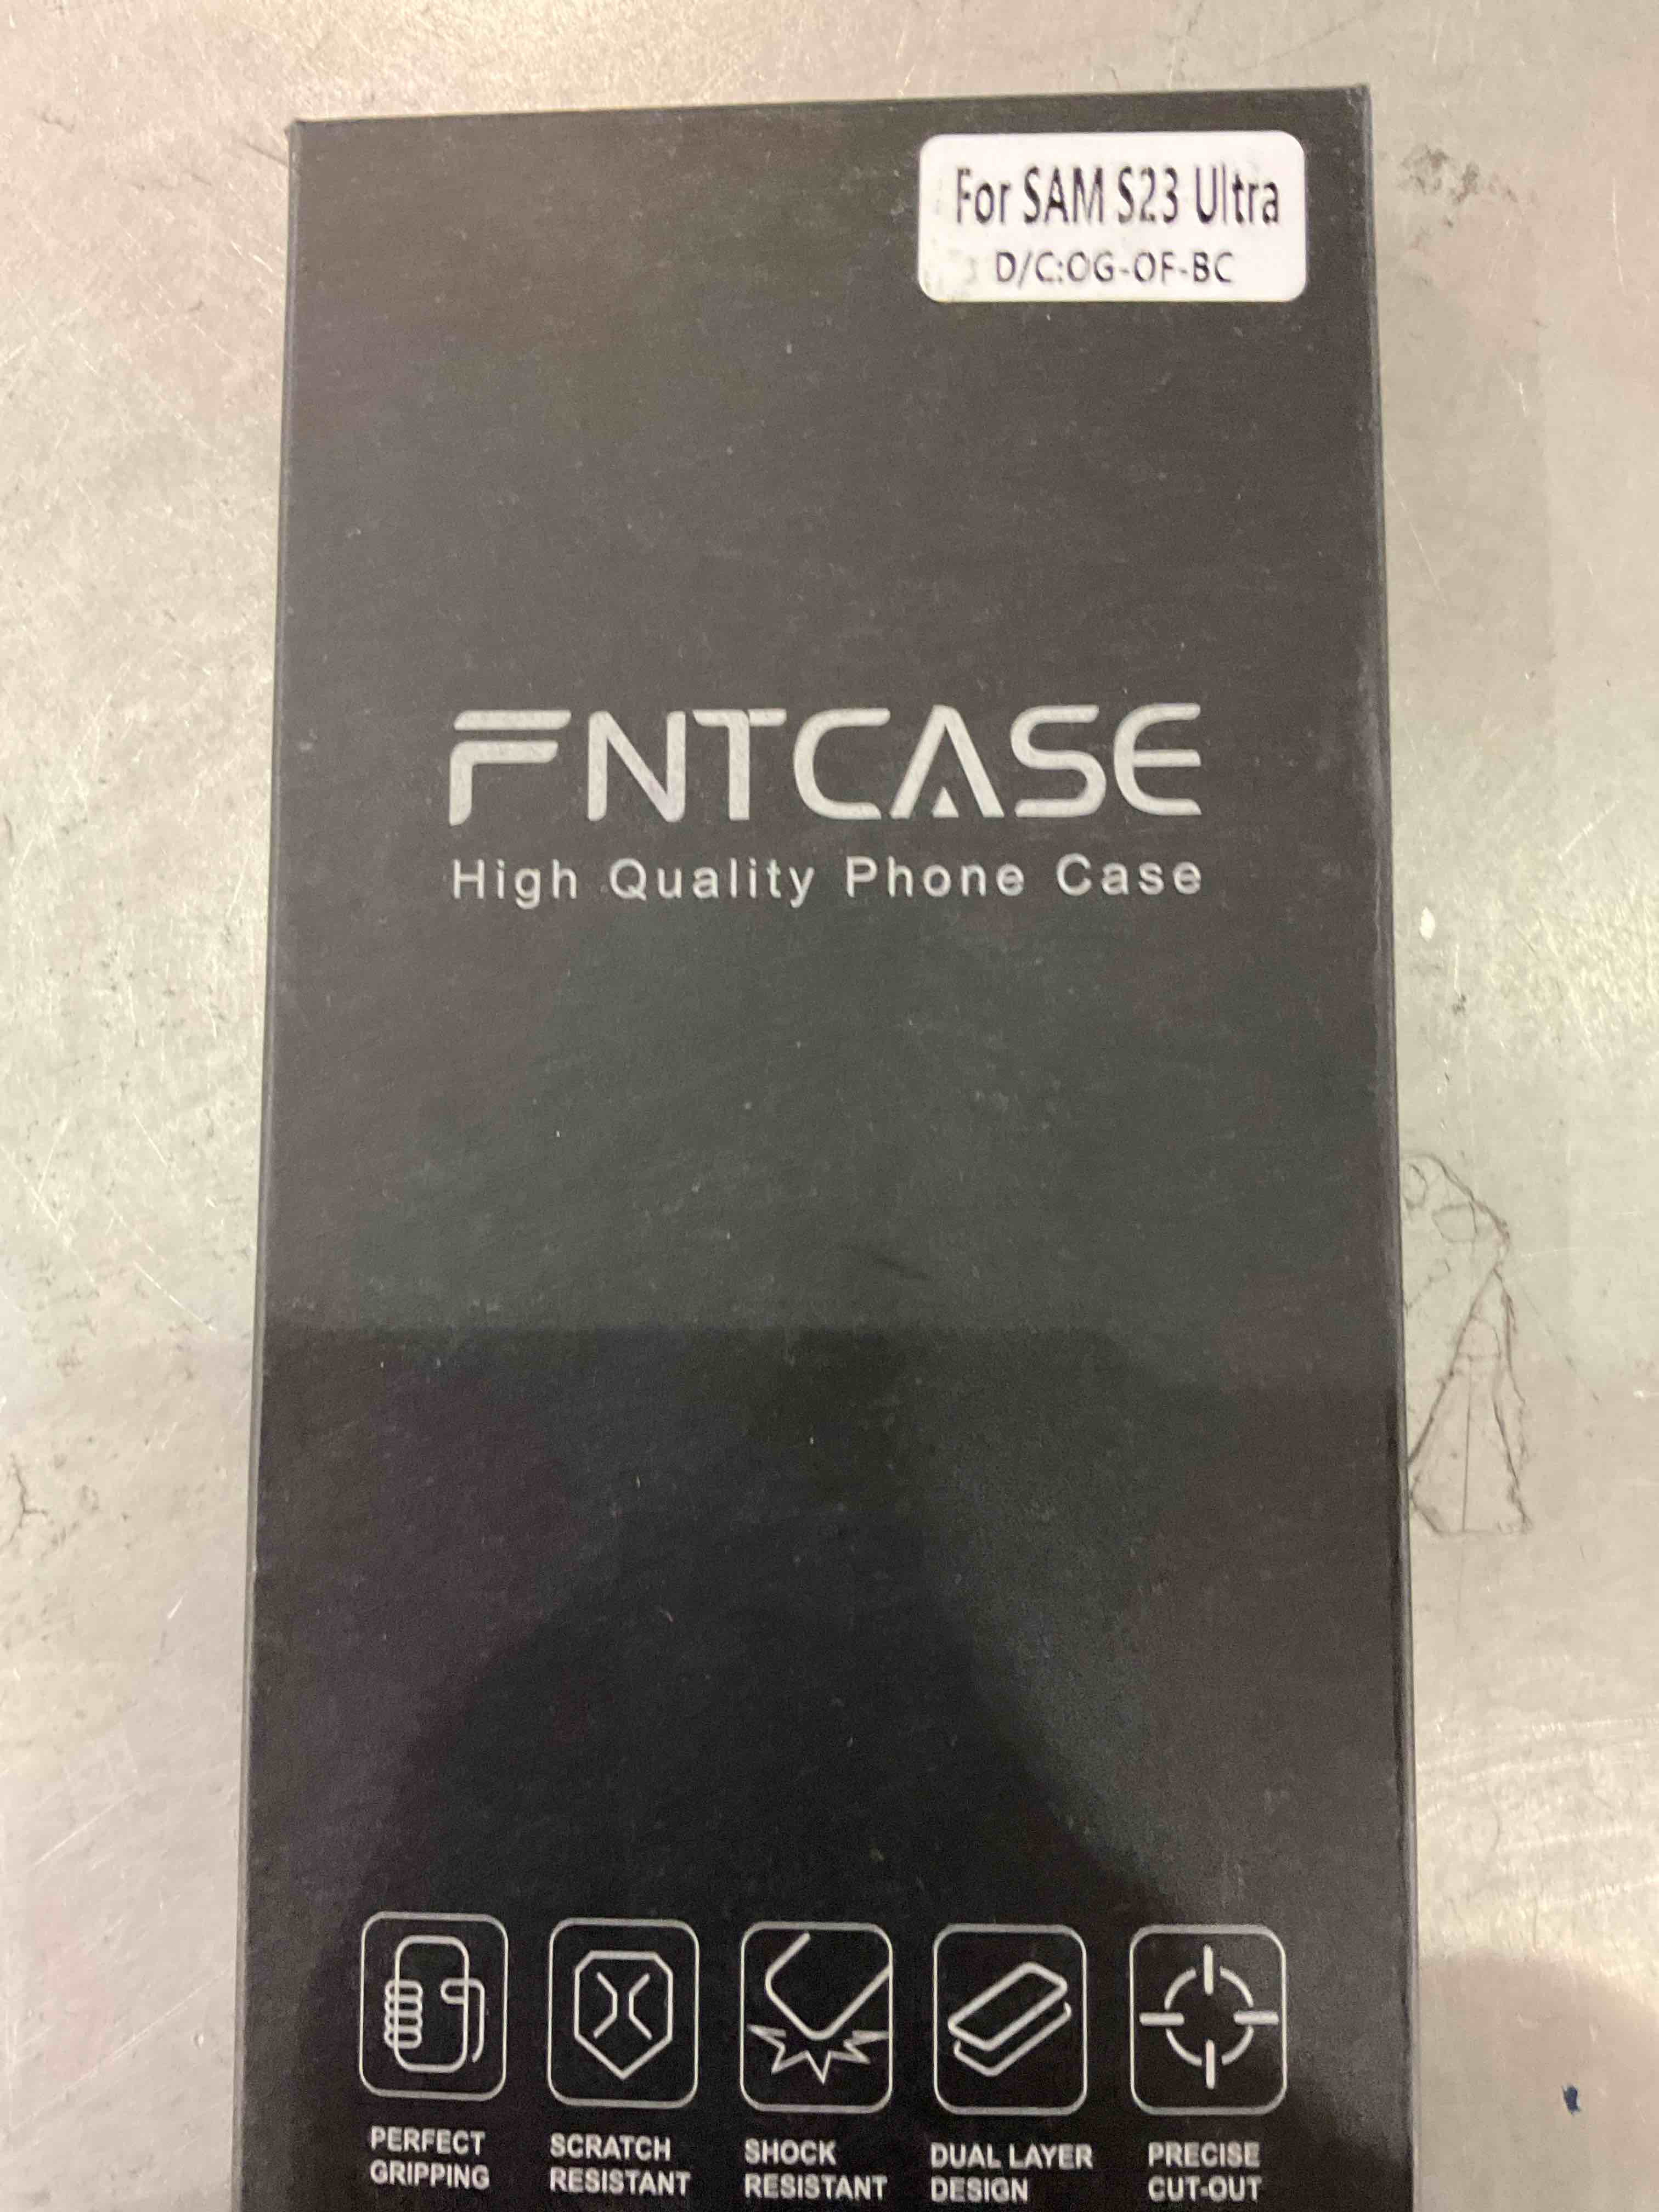 For SAM S23 Ultra
D/C:OG-OF-BC
FNTCASE
High Quality Phone Case
PERFECT GRIPPING
SCRATCH RESISTANT
SHOCK RESISTANT
DUAL LAYER DESIGN
PRECISE CUT-OUT